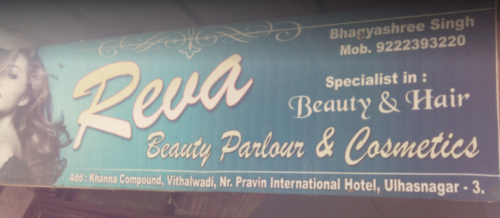 Bhagyashree Singh
Mob. 9222393220
Reva
Specialist in :
Beauty & Hair
Beauty Parlour & Cosmetics
Add : Khanna Compound, Vithalwadi, Nr. Pravin International Hotel, Ulhasnagar - 3.